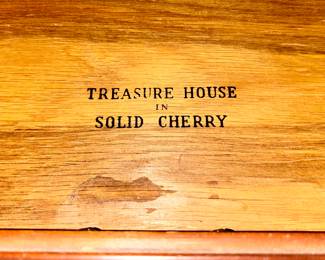 TREASURE HOUSE
IN
SOLID CHERRY